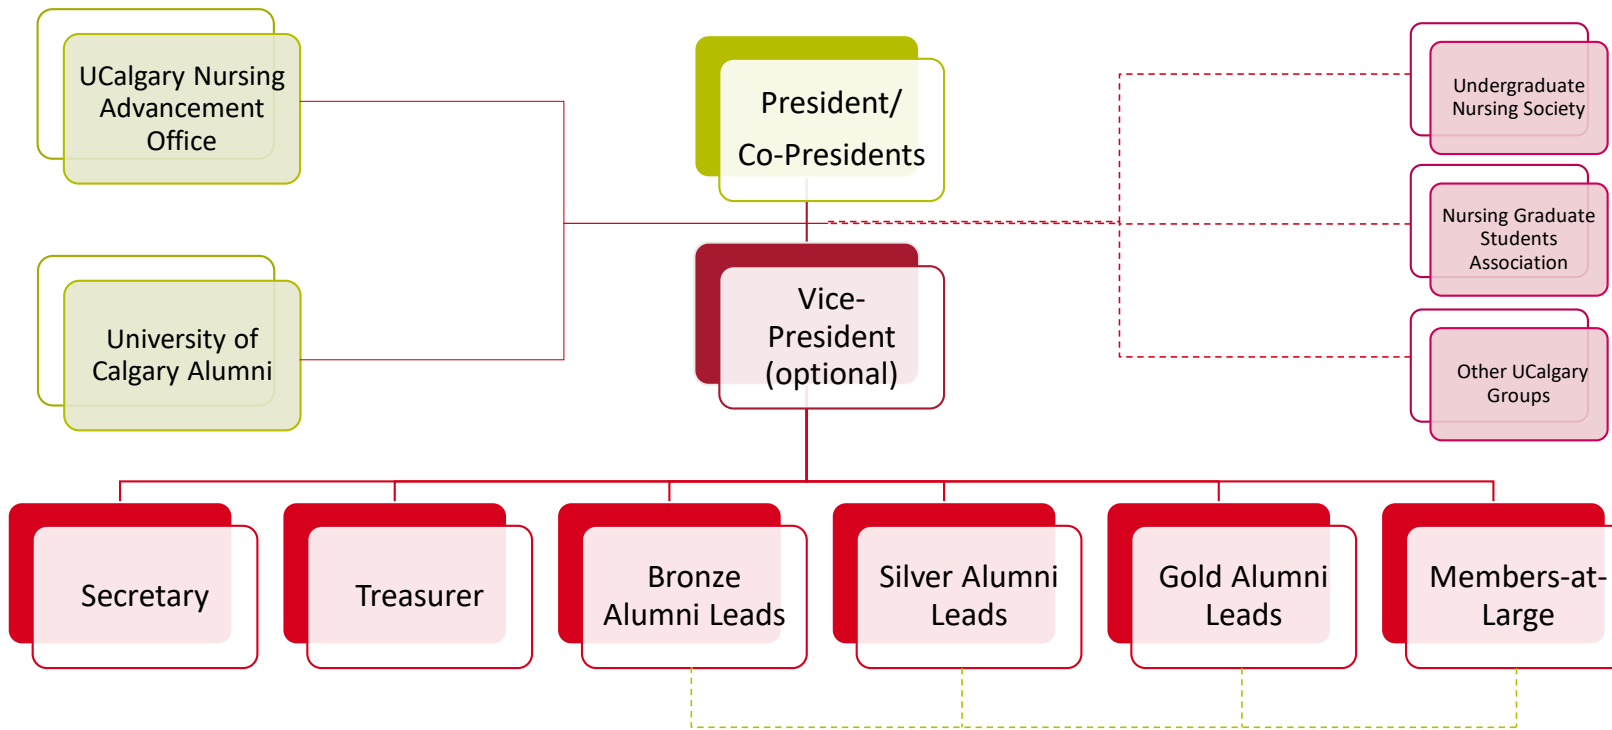 UCalgary Nursing
Advancement
Office
President/
Co-Presidents
Undergraduate
Nursing Society
Nursing Graduate
Students
Association
University of
Calgary Alumni
Vice-
President
(optional)
Other UCalgary
Groups
Secretary
Treasurer
Bronze
Alumni Leads
Silver Alumni
Leads
Gold Alumni
Leads
Members-at-
Large